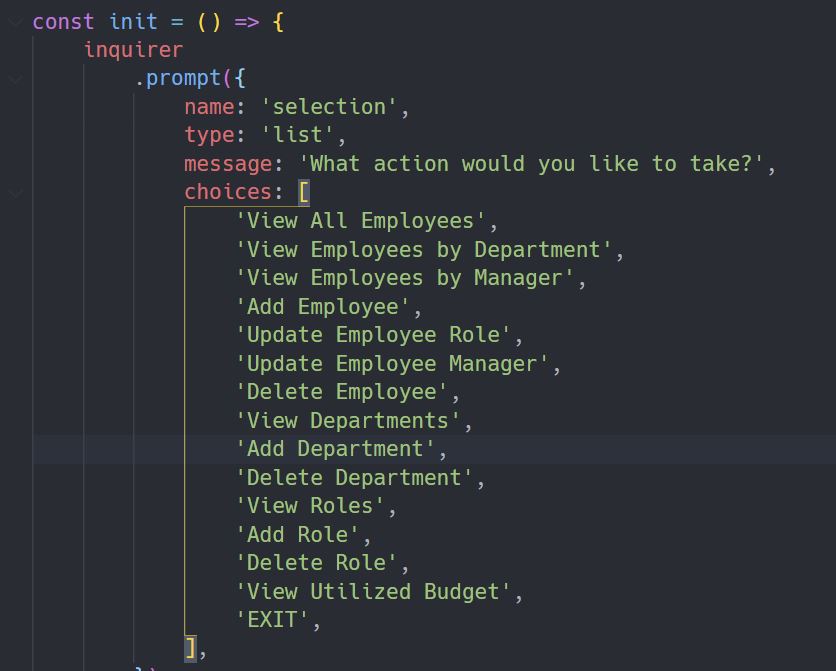 const init = () => {
    inquirer
        .prompt({
            name: 'selection',
            type: 'list',
            message: 'What action would you like to take?',
            choices: [
                'View All Employees',
                'View Employees by Department',
                'View Employees by Manager',
                'Add Employee',
                'Update Employee Role',
                'Update Employee Manager',
                'Delete Employee',
                'View Departments',
                'Add Department',
                'Delete Department',
                'View Roles',
                'Add Role',
                'Delete Role',
                'View Utilized Budget',
                'EXIT',
            ],